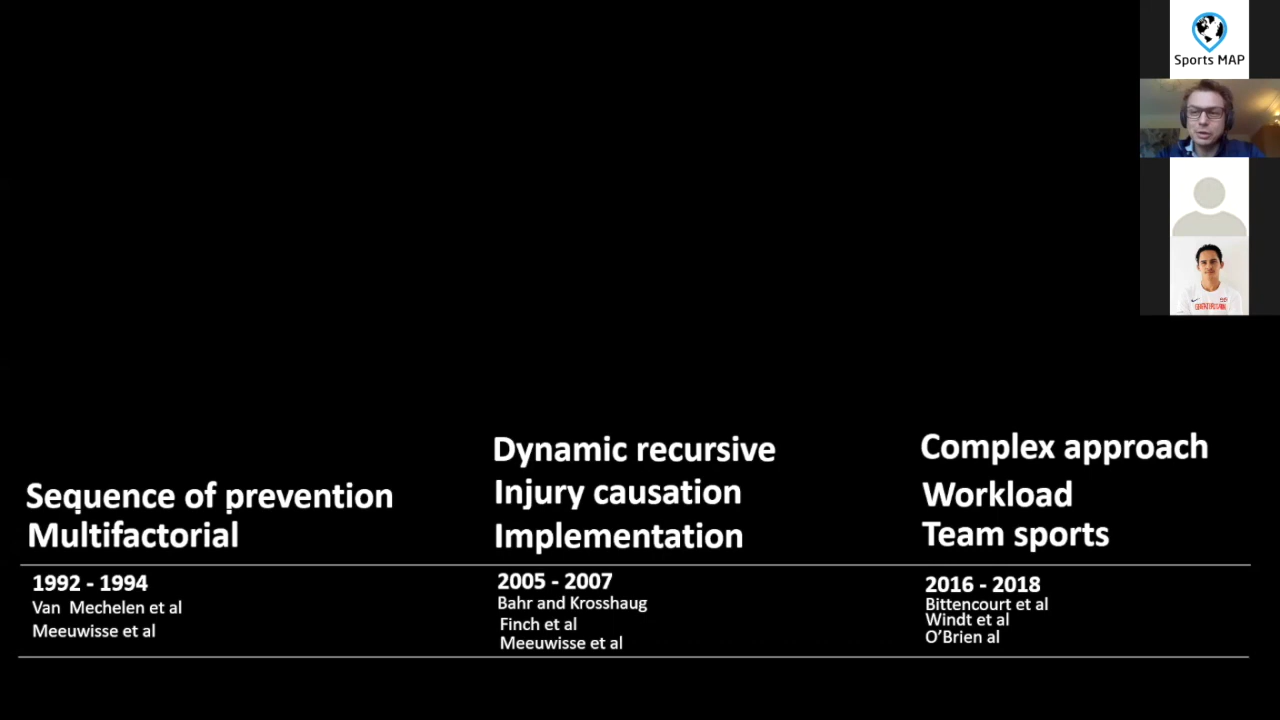 Sports MAP
Sequence of prevention
Multifactorial
1992 - 1994
Van Mechelen et al
Meeuwisse et al
Dynamic recursive
Injury causation
Implementation
2005 - 2007
Bahr and Krosshaug
Finch et al
Meeuwisse et al
Complex approach
Workload
Team sports
2016 - 2018
Bittencourt et al
Windt et al
O’Brien al